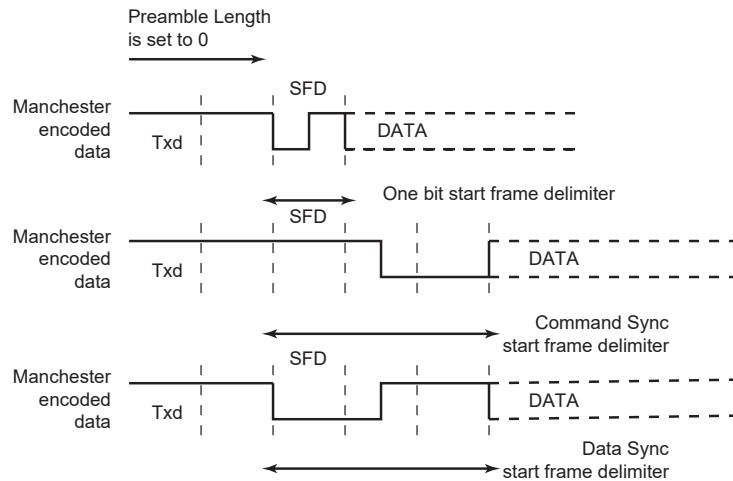 Preamble Length
is set to 0
SFD
Manchester
encoded
data
Txd
DATA
One bit start frame delimiter
SFD
Manchester
encoded
data
Txd
DATA
Command Sync
start frame delimiter
SFD
Manchester
encoded
data
Txd
DATA
Data Sync
start frame delimiter